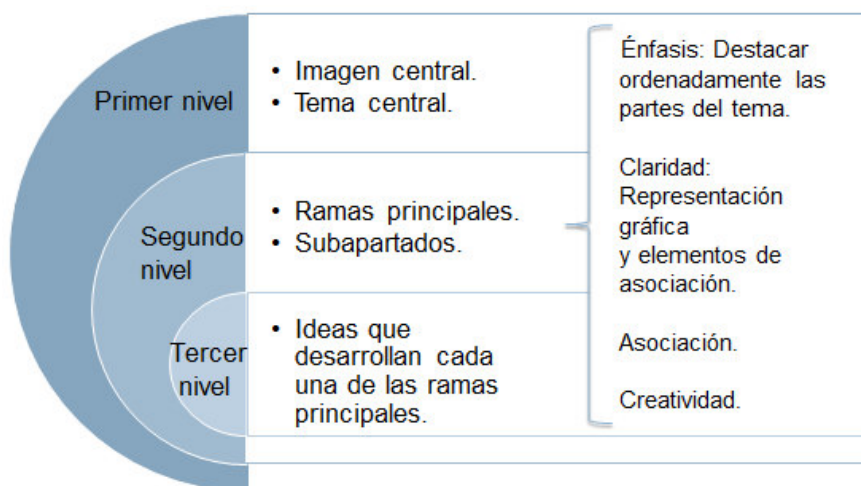 Primer nivel
• Imagen central.
• Tema central.
Segundo
nivel
• Ramas principales.
• Subapartados.
Tercer
nivel
• Ideas que
desarrollan cada
una de las ramas
principales.
Énfasis: Destacar
ordenadamente las
partes del tema.
Claridad:
Representación
gráfica
y elementos de
asociación.
Asociación.
Creatividad.